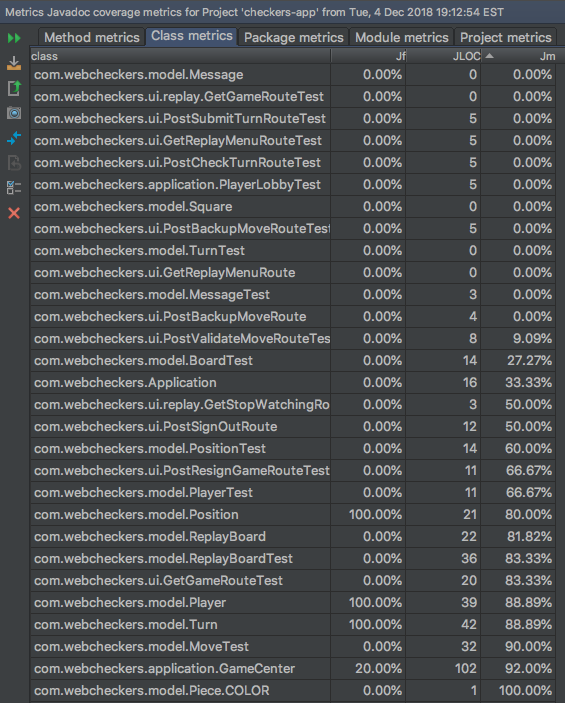 Metrics Javadoc coverage metrics for Project 'checkers-app' from Tue, 4 Dec 2018 19:12:54 EST
Method metrics Class metrics Package metrics Module metrics Project metrics
class Jf JLOC Jm
com.webcheckers.model.Message 0.00% 0 0.00%
com.webcheckers.ui.replay.GetGameRouteTest 0.00% 0 0.00%
com.webcheckers.ui.PostSubmitTurnRouteTest 0.00% 5 0.00%
com.webcheckers.ui.GetReplayMenuRouteTest 0.00% 5 0.00%
com.webcheckers.ui.PostCheckTurnRouteTest 0.00% 5 0.00%
com.webcheckers.application.PlayerLobbyTest 0.00% 5 0.00%
com.webcheckers.model.Square 0.00% 0 0.00%
com.webcheckers.ui.PostBackupMoveRouteTest 0.00% 5 0.00%
com.webcheckers.model.TurnTest 0.00% 0 0.00%
com.webcheckers.ui.GetReplayMenuRoute 0.00% 0 0.00%
com.webcheckers.model.MessageTest 0.00% 3 0.00%
com.webcheckers.ui.PostBackupMoveRoute 0.00% 4 0.00%
com.webcheckers.ui.PostValidateMoveRouteTes 0.00% 8 9.09%
com.webcheckers.model.BoardTest 0.00% 14 27.27%
com.webcheckers.Application 0.00% 16 33.33%
com.webcheckers.ui.replay.GetStopWatchingRo 0.00% 3 50.00%
com.webcheckers.ui.PostSignOutRoute 0.00% 12 50.00%
com.webcheckers.model.PositionTest 0.00% 14 60.00%
com.webcheckers.ui.PostResignGameRouteTest 0.00% 11 66.67%
com.webcheckers.model.PlayerTest 0.00% 11 66.67%
com.webcheckers.model.Position 100.00% 21 80.00%
com.webcheckers.model.ReplayBoard 0.00% 22 81.82%
com.webcheckers.model.ReplayBoardTest 0.00% 36 83.33%
com.webcheckers.ui.GetGameRouteTest 0.00% 20 83.33%
com.webcheckers.model.Player 100.00% 39 88.89%
com.webcheckers.model.Turn 100.00% 42 88.89%
com.webcheckers.model.MoveTest 0.00% 32 90.00%
com.webcheckers.application.GameCenter 20.00% 102 92.00%
com.webcheckers.model.Piece.COLOR 0.00% 1 100.00%